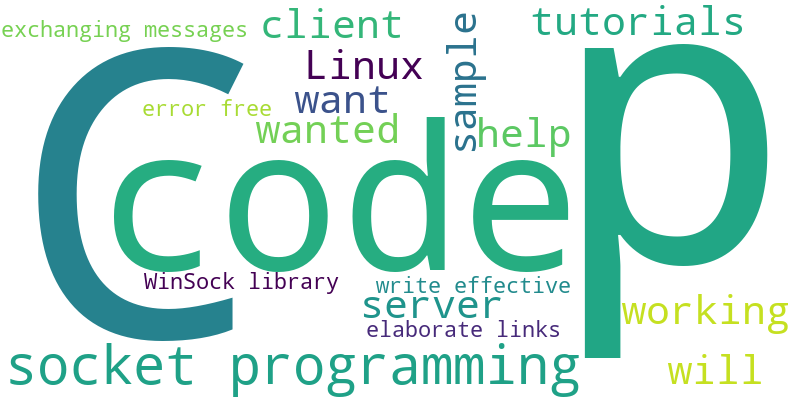 exchanging messages
client
tutorials
sample
Linux
want
error free
wanted
help
C
code
p
WinSock library
write effective
server
working
elaborate links
socket programming
will